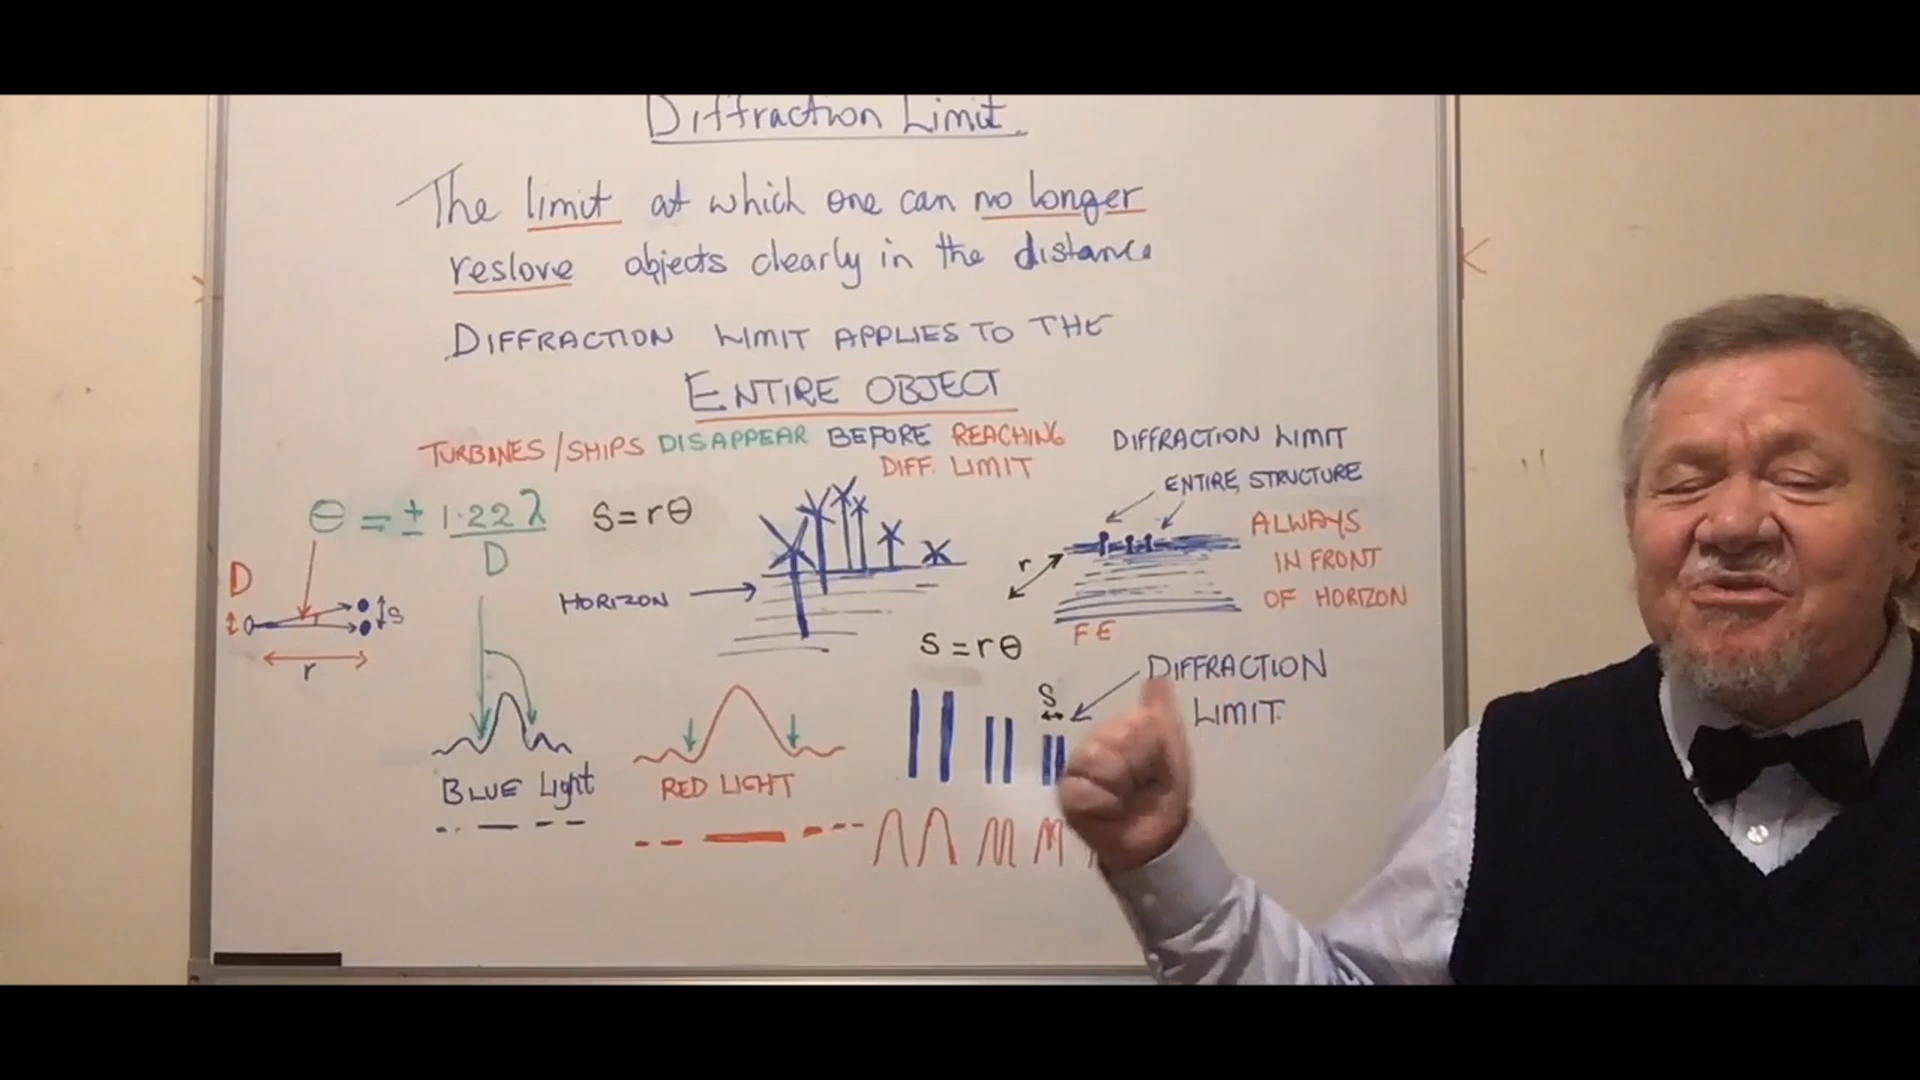 Diffraction Limit
The limit at which one can no longer
reslove objects clearly in the distance
DIFFRACTION LIMIT APPLIES TO THE
ENTIRE OBJECT
TURBINES/SHIPS DISAPPEAR BEFORE REACHING
DIFF. LIMIT
DIFFRACTION LIMIT
ENTIRE STRUCTURE
θ = ± 1.22λ
D
S=rθ
ALWAYS
IN FRONT
OF HORIZON
r
D
S
r
HORIZON
FE
S=rθ
DIFFRACTION
LIMIT
S
BLUE Light
RED LIGHT